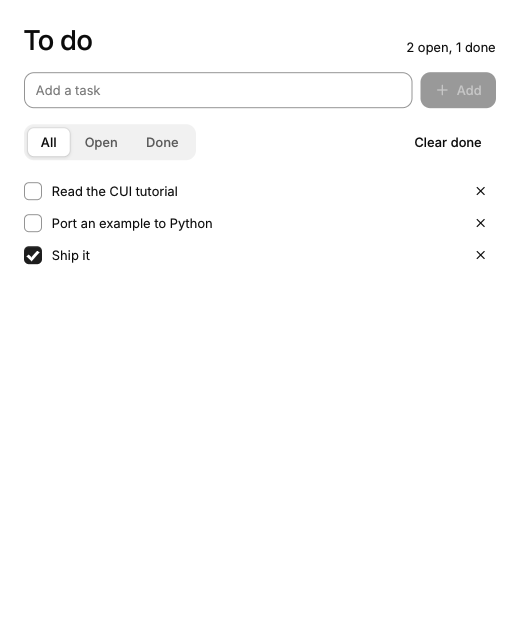 To do
2 open, 1 done
Add a task
Add
All Open Done Clear done
Read the CUI tutorial
Port an example to Python
Ship it